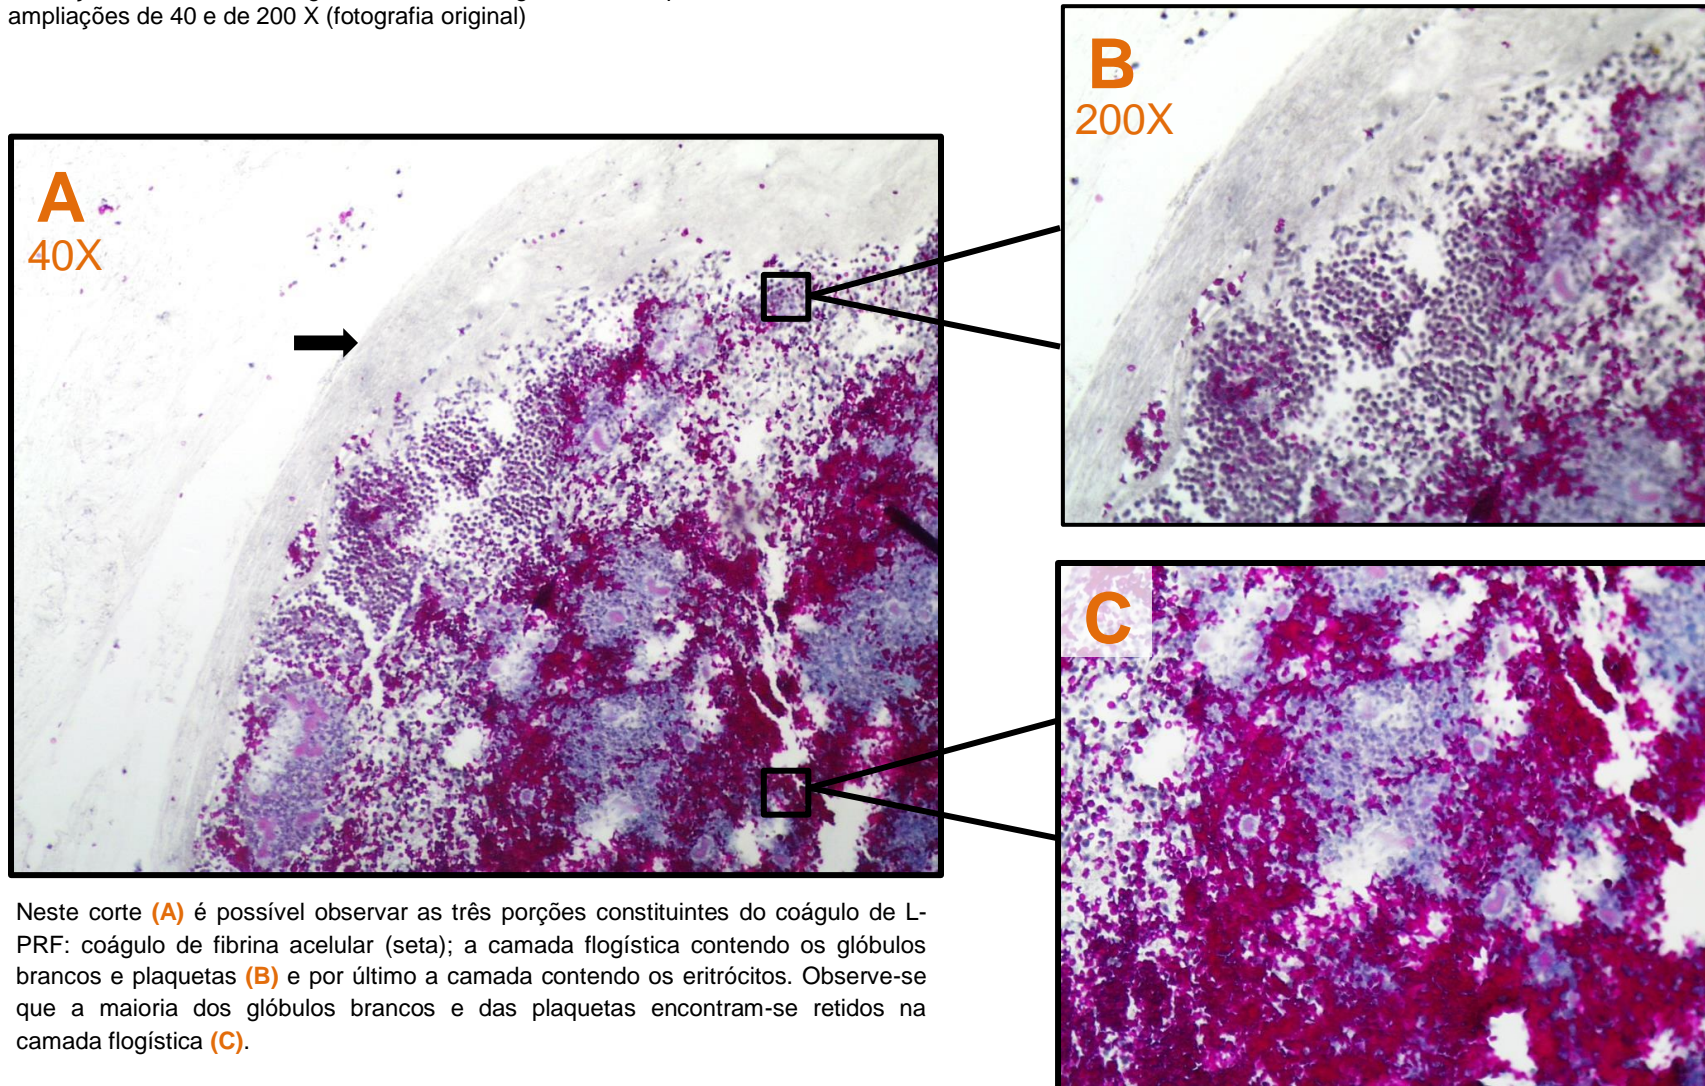 ampliações de 40 e de 200 X (fotografia original)
A
40X
B
200X
C
Neste corte (A) é possível observar as três porções constituintes do coágulo de L-
PRF: coágulo de fibrina acelular (seta); a camada flogística contendo os glóbulos
brancos e plaquetas (B) e por último a camada contendo os eritrócitos. Observe-se
que a maioria dos glóbulos brancos e das plaquetas encontram-se retidos na
camada flogística (C).